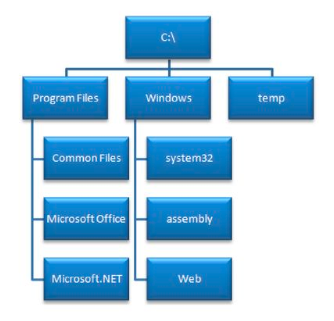 C:\
Program Files
Windows
temp
Common Files
system32
Microsoft Office
assembly
Microsoft.NET
Web